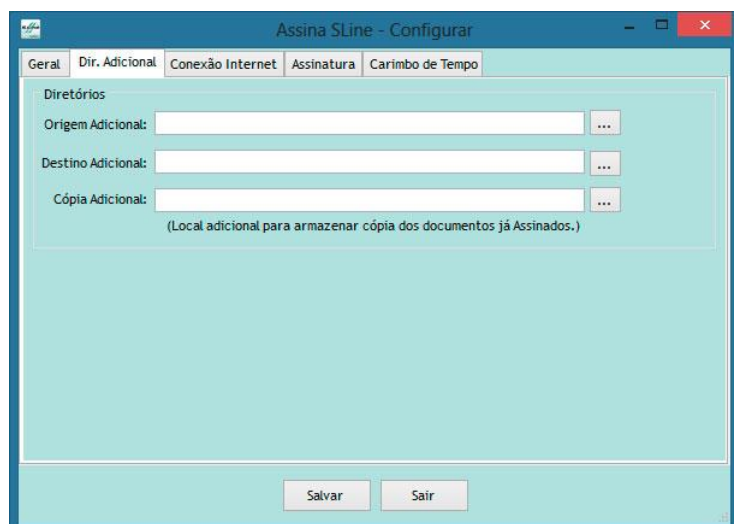 Assina SLine - Configurar
Geral Dir. Adicional Conexão Internet Assinatura Carimbo de Tempo
Diretórios
Origem Adicional: ...
Destino Adicional: ...
Cópia Adicional: ...
(Local adicional para armazenar cópia dos documentos já Assinados.)
Salvar Sair